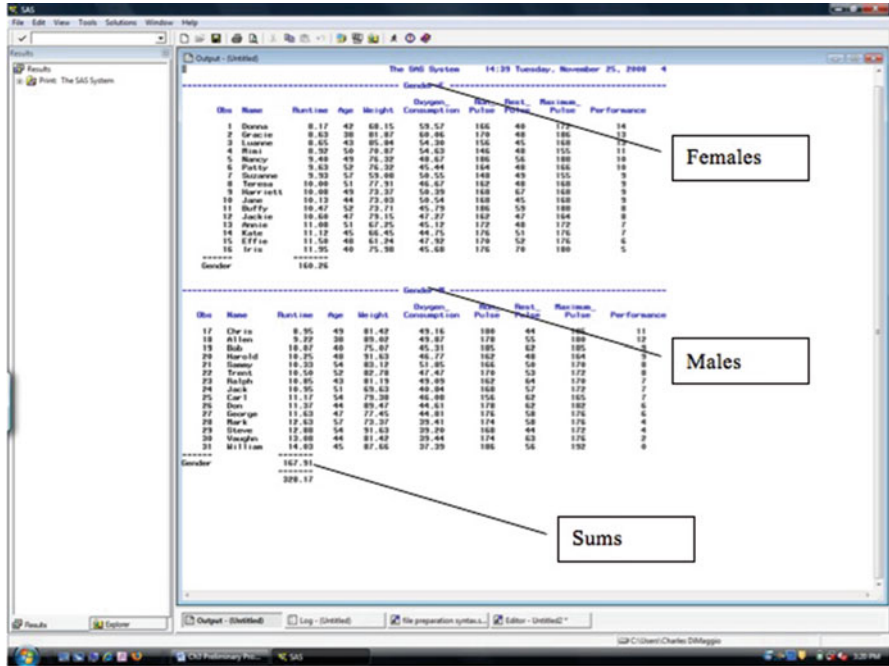 SAS
File Edit View Tools Solutions Window Help
Results
Results
Print: The SAS System
Output - (Untitled)
The SAS System 14:39 Tuesday, November 25, 2008 4
Oxygen_ Rest_ Maximum_
Obs Name Runtime Age Weight Consumption Pulse Pulse Pulse Performance
1 Donna 8.17 42 68.15 59.57 166 40 172 14
2 Gracie 8.63 38 81.87 60.06 170 48 186 13
3 Luanne 8.65 43 85.84 54.30 156 45 168
4 Mimi 8.92 50 70.87 54.63 146 48 155 11
5 Nancy 9.40 49 76.32 48.67 186 56 188 10
6 Patty 9.63 52 76.32 45.44 164 48 166 10
7 Suzanne 9.93 57 59.08 50.55 148 49 155 9
8 Teresa 10.00 51 77.91 46.67 162 48 168 9
9 Harriett 10.08 49 73.37 50.39 168 67 168 9
10 Jane 10.13 44 73.03 50.54 168 45 168 9
11 Buffy 10.47 52 73.71 45.79 186 59 188 8
12 Jackie 10.60 47 79.15 47.27 162 47 164 8
13 Annie 11.08 51 67.25 45.12 172 48 172 7
14 Kate 11.12 45 66.45 44.75 176 51 176 7
15 Effie 11.50 48 61.24 47.92 170 52 176 6
16 Iris 11.95 40 75.98 45.68 176 70 180 5
Gender 160.26
Females
Oxygen_ Rest_ Maximum_
Obs Name Runtime Age Weight Consumption Pulse Pulse Performance
17 Chris 8.95 49 81.42 49.16 180 44 11
18 Allen 9.22 38 89.02 49.87 178 55 180 12
19 Bob 10.07 40 75.07 45.31 185 62 185
20 Harold 10.25 48 91.63 46.77 162 48 164
21 Sammy 10.33 54 83.12 51.85 166 50 170 8
22 Trent 10.50 52 82.78 47.47 170 53 172 8
23 Ralph 10.85 43 81.19 49.09 162 64 170 7
24 Jack 10.95 51 69.63 40.84 168 57 172 7
25 Carl 11.17 54 79.38 46.08 156 62 165 7
26 Don 11.37 44 89.47 44.61 178 62 182 6
27 George 11.63 47 77.45 44.81 176 58 176 6
28 Mark 12.63 57 73.37 39.41 174 58 176 4
29 Steve 12.88 54 91.63 39.20 168 44 172 4
30 Vaughn 13.08 44 81.42 39.44 174 63 176 2
31 William 14.03 45 87.66 37.39 186 56 192 0
Gender 167.91
328.17
Males
Sums
Results
Explorer
Output - (Untitled)
Log - (Untitled)
file preparation syntax.s...
Editor - Untitled2 *
C:\Users\Charles DiMaggio
Ch3 Preliminary Pro...
SAS
3:20 PM